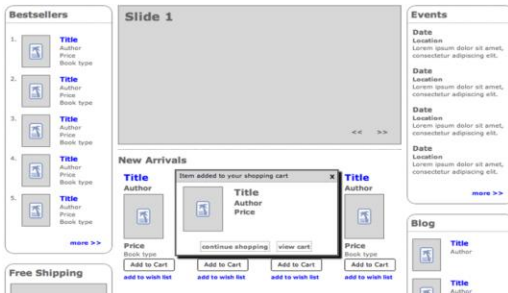 Bestsellers
1.
Title
Author
Price
Book type
2.
Title
Author
Price
Book type
3.
Title
Author
Price
Book type
4.
Title
Author
Price
Book type
5.
Title
Author
Price
Book type
more >>
Free Shipping
Slide 1
<< >>
New Arrivals
Title
Author
Price
Book type
Add to Cart
add to wish list
Item added to your shopping cart x
Title
Author
Price
continue shopping view cart
Add to Cart
add to wish list
Add to Cart
add to wish list
Title
Author
Price
Book type
Add to Cart
add to wish list
Events
Date
Location
Lorem ipsum dolor sit amet,
consectetur adipiscing elit.
Date
Location
Lorem ipsum dolor sit amet,
consectetur adipiscing elit.
Date
Location
Lorem ipsum dolor sit amet,
consectetur adipiscing elit.
Date
Location
Lorem ipsum dolor sit amet,
consectetur adipiscing elit.
more >>
Blog
Title
Author
Title
Author